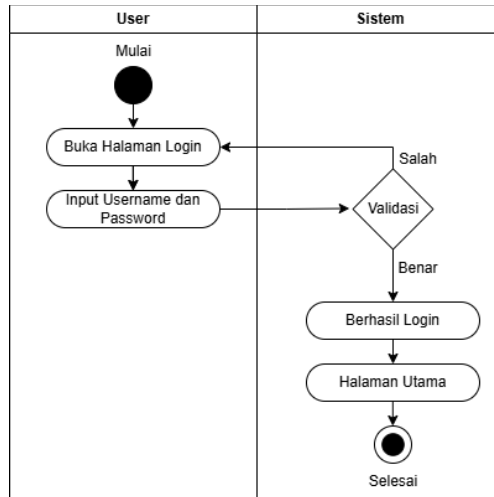 User
Sistem
Mulai
Buka Halaman Login
Salah
Input Username dan
Password
Validasi
Benar
Berhasil Login
Halaman Utama
Selesai